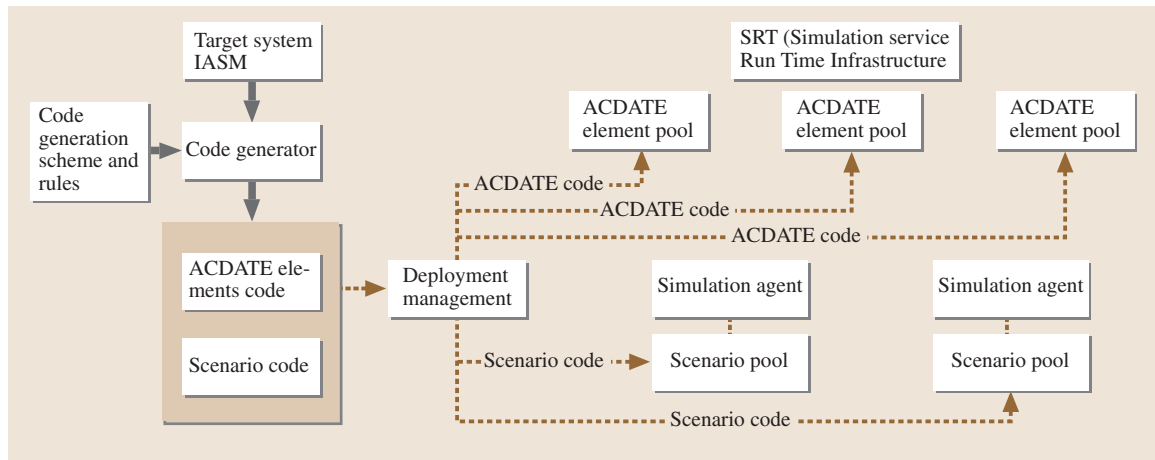 Target system
IASM
SRT (Simulation service
Run Time Infrastructure
Code
generation
scheme and
rules
Code generator
ACDATE
element pool
ACDATE
element pool
ACDATE
element pool
ACDATE code
ACDATE code
ACDATE code
ACDATE ele-
ments code
Deployment
management
Simulation agent
Simulation agent
Scenario code
Scenario code
Scenario pool
Scenario pool
Scenario code